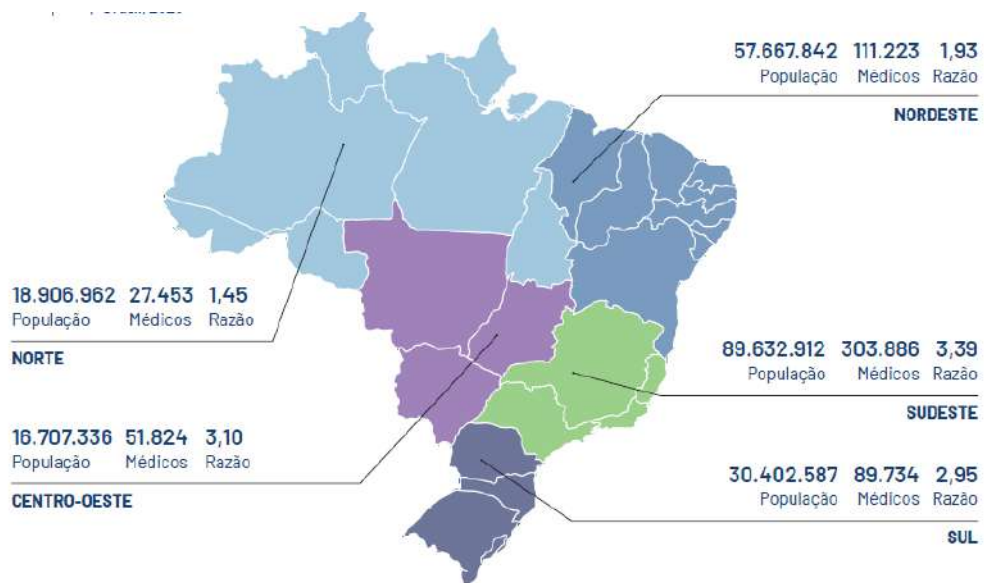 57.667.842 111.223 1,93
População Médicos Razão
NORDESTE
18.906.962 27.453 1,45
População Médicos Razão
NORTE
89.632.912 303.886 3,39
População Médicos Razão
SUDESTE
16.707.336 51.824 3,10
População Médicos Razão
CENTRO-OESTE
30.402.587 89.734 2,95
População Médicos Razão
SUL